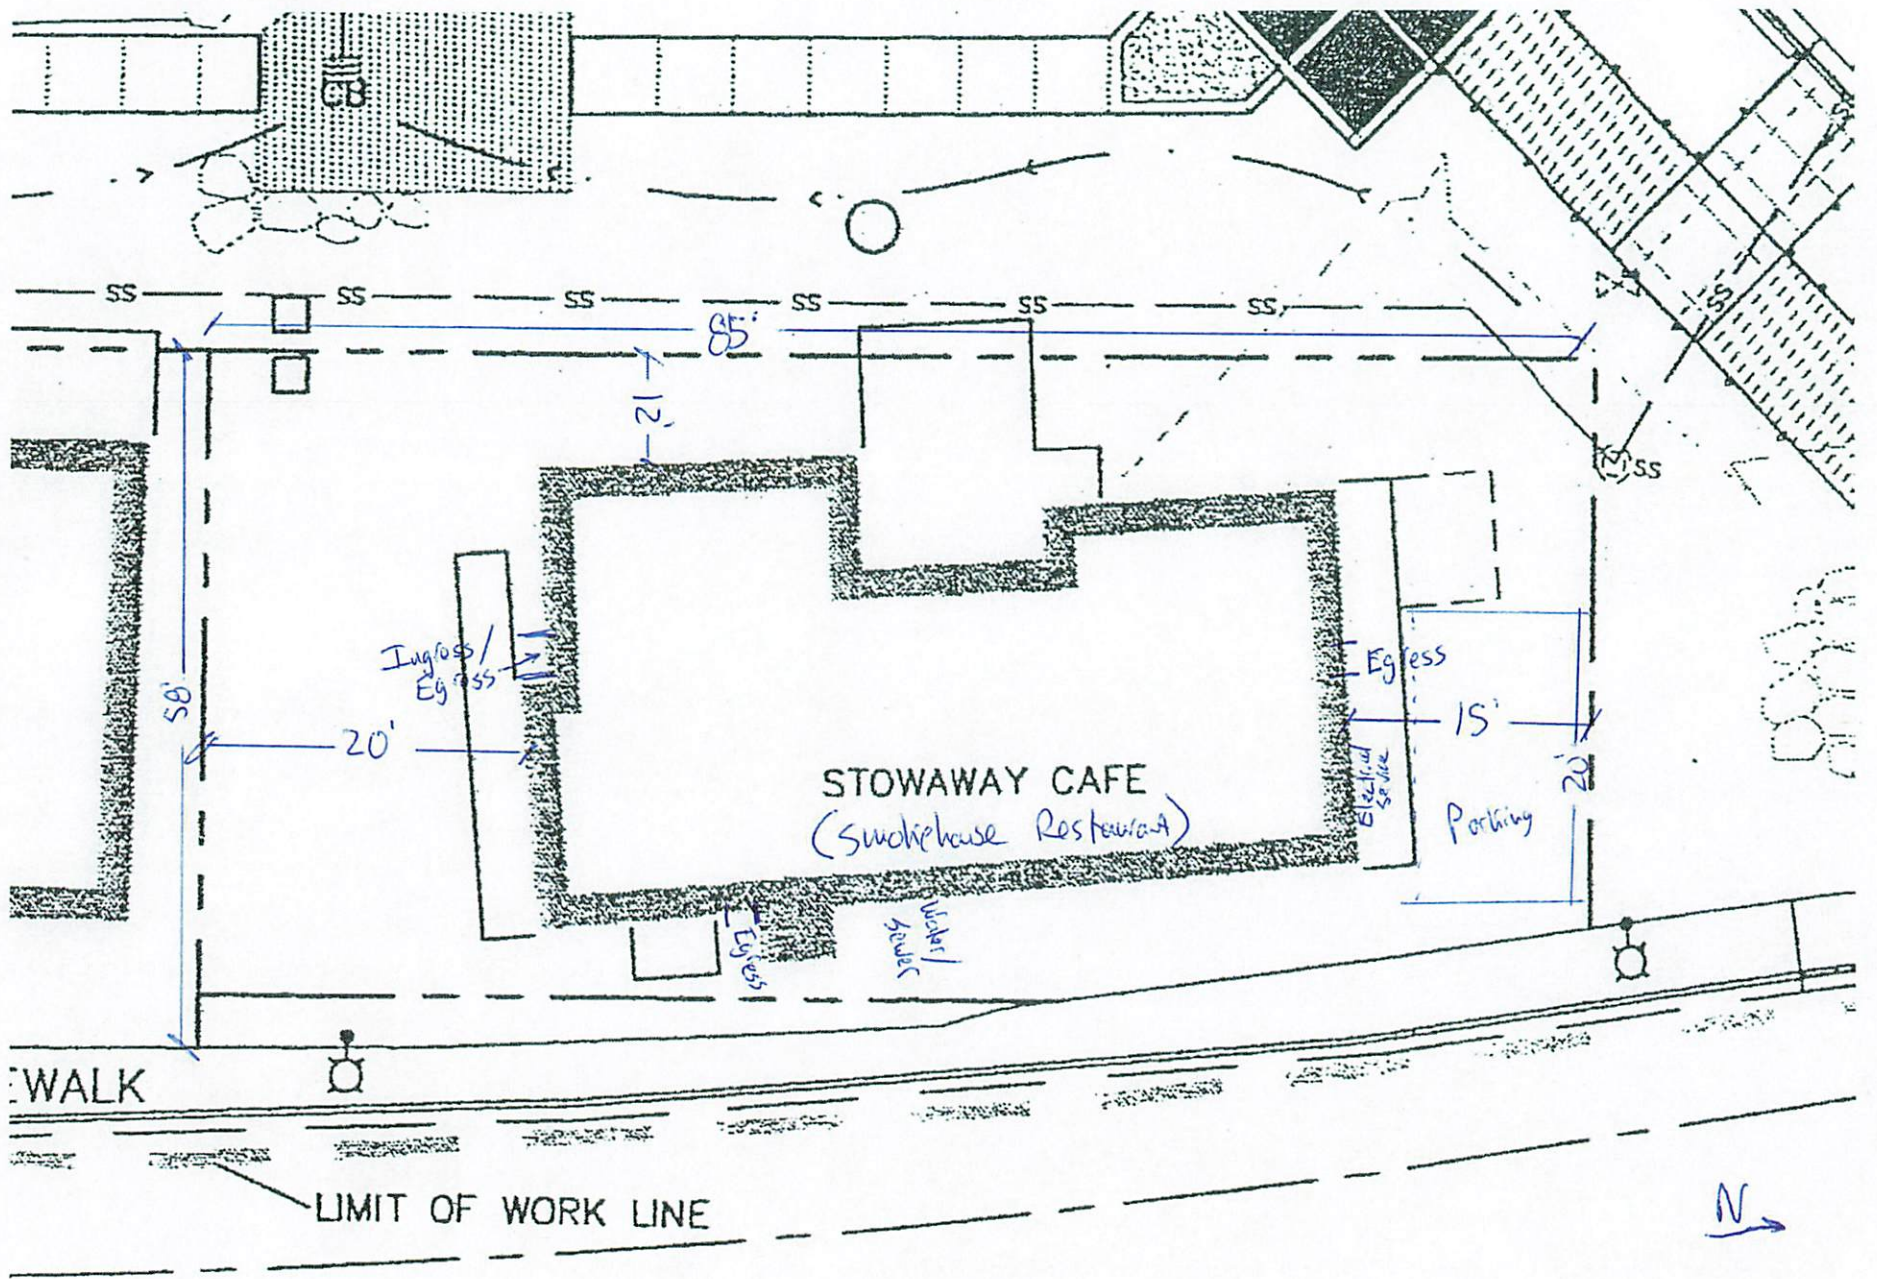 CB
SS SS SS SS SS SS
SS
85'
12'
SS
58'
Ingress/
Egress
Egress
20'
15'
20'
STOWAWAY CAFE
(Smokehouse Restaurant)
Electrical
Service
Parking
Egress
Water/
Sewer
EWALK
LIMIT OF WORK LINE
N